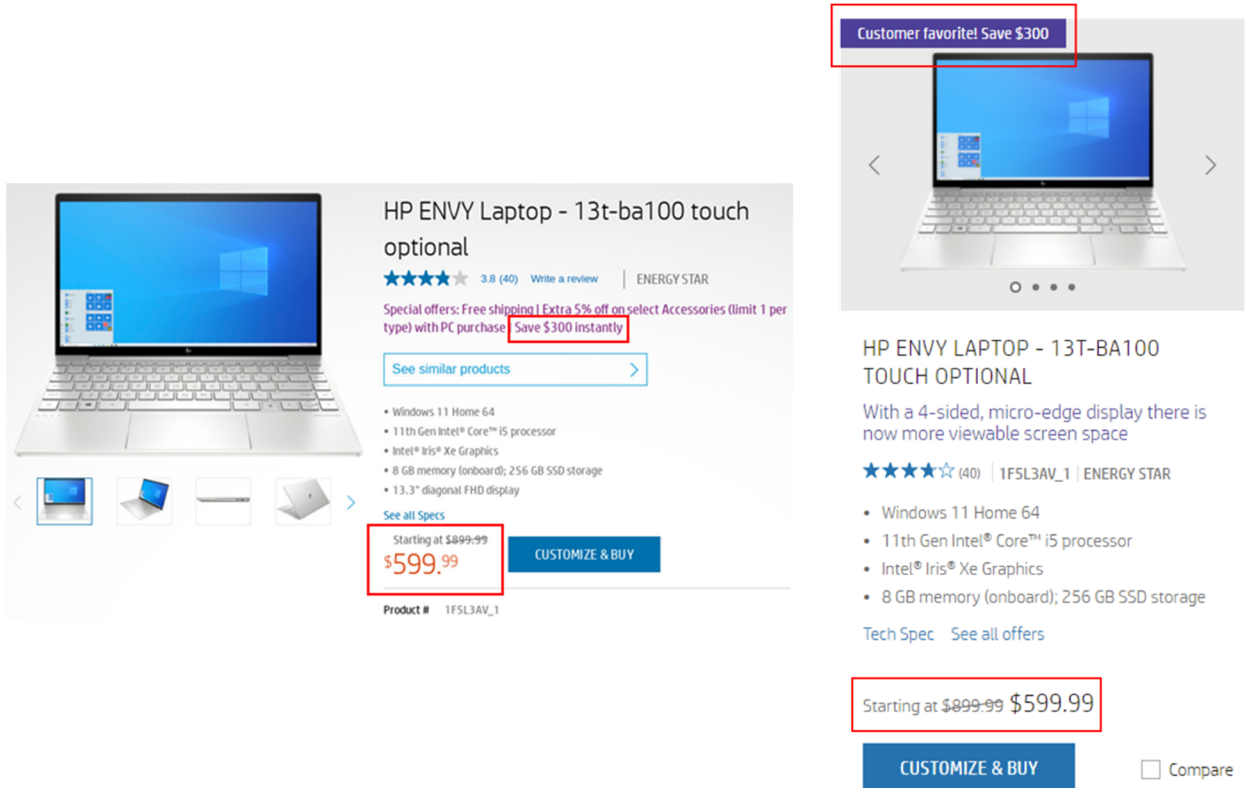 HP ENVY Laptop - 13t-ba100 touch
optional
3.8 (40) Write a review | ENERGY STAR
Special offers: Free shipping | Extra 5% off on select Accessories (limit 1 per
type) with PC purchase | Save $300 instantly
See similar products
• Windows 11 Home 64
• 11th Gen Intel® Core™ i5 processor
• Intel® Iris® Xe Graphics
• 8 GB memory (onboard); 256 GB SSD storage
• 13.3" diagonal FHD display
See all Specs
Starting at $899.99
$599.99
CUSTOMIZE & BUY
Product # 1F5L3AV_1
Customer favorite! Save $300
HP ENVY LAPTOP - 13T-BA100
TOUCH OPTIONAL
With a 4-sided, micro-edge display there is
now more viewable screen space
(40) | 1F5L3AV_1 | ENERGY STAR
• Windows 11 Home 64
• 11th Gen Intel® Core™ i5 processor
• Intel® Iris® Xe Graphics
• 8 GB memory (onboard); 256 GB SSD storage
Tech Spec See all offers
Starting at $899.99 $599.99
CUSTOMIZE & BUY
Compare